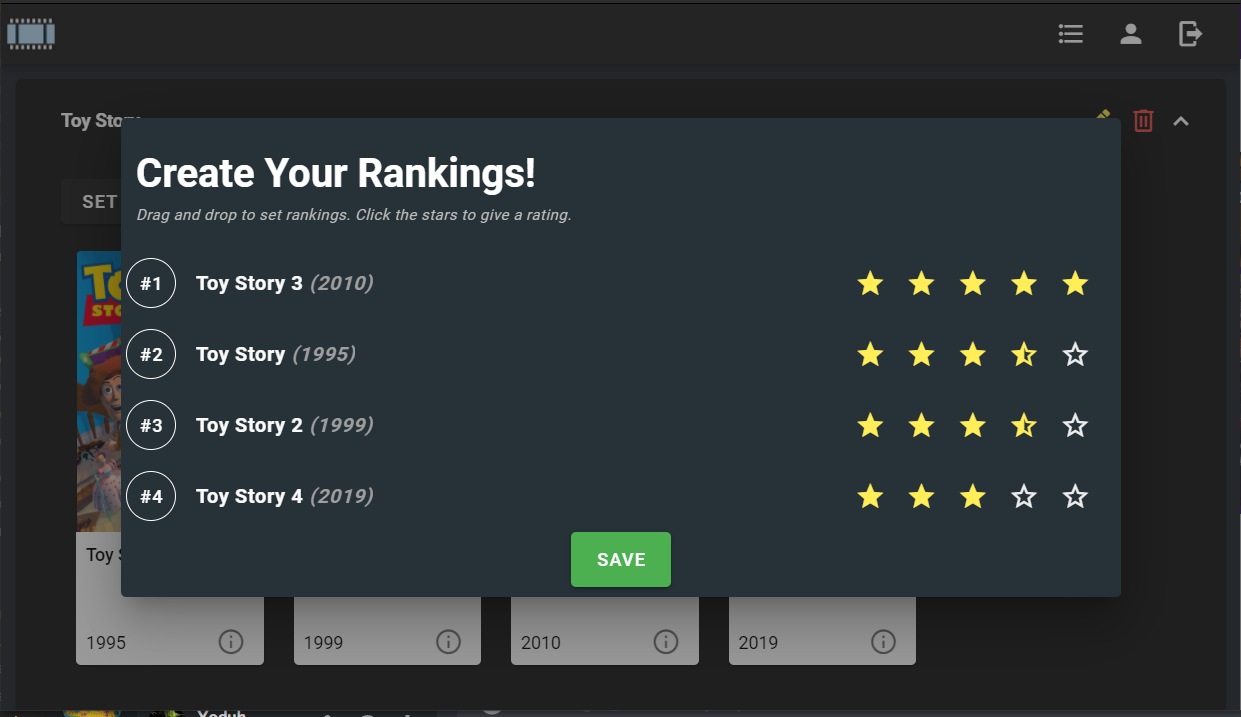 Toy Story
Create Your Rankings!
Drag and drop to set rankings. Click the stars to give a rating.
SET
#1 Toy Story 3 (2010)
#2 Toy Story (1995)
#3 Toy Story 2 (1999)
#4 Toy Story 4 (2019)
SAVE
Toy S
1995
1999
2010
2019